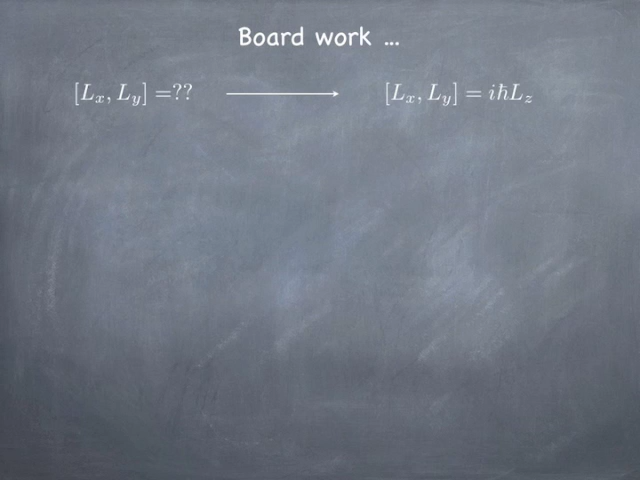 Board work ...
[L_x, L_y] =?? ⟶ [L_x, L_y] = iℏL_z